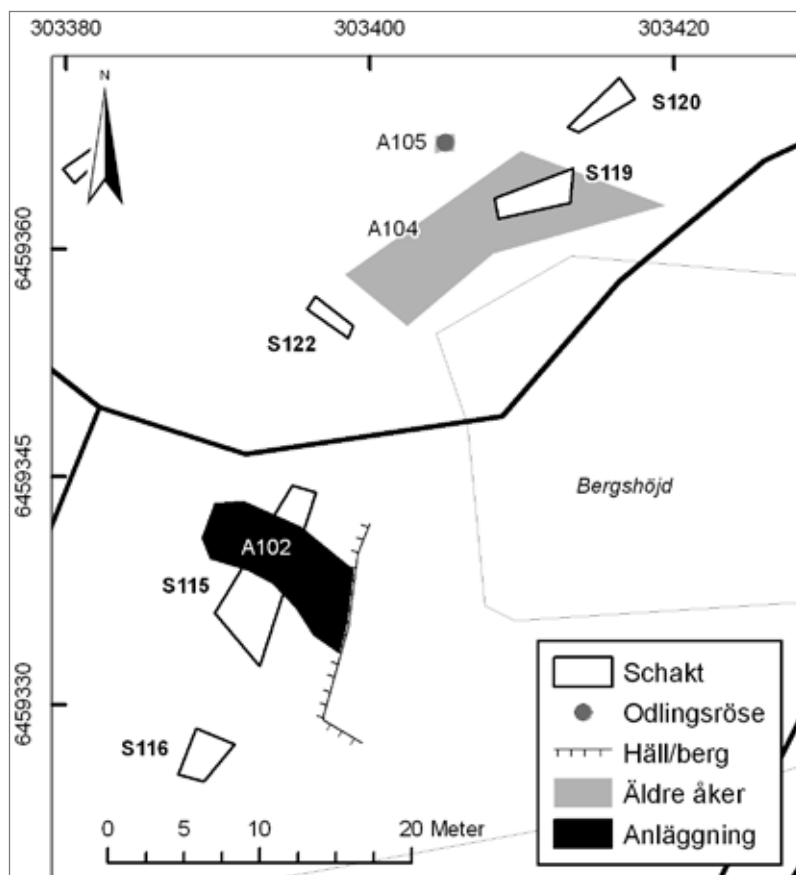 303380 303400 303420
N
S120
A105
S119
A104
6459360
S122
6459345
Bergshöjd
A102
S115
6459330
S116
Schakt
Odlingsröse
Häll/berg
Äldre åker
Anläggning
0 5 10 20 Meter